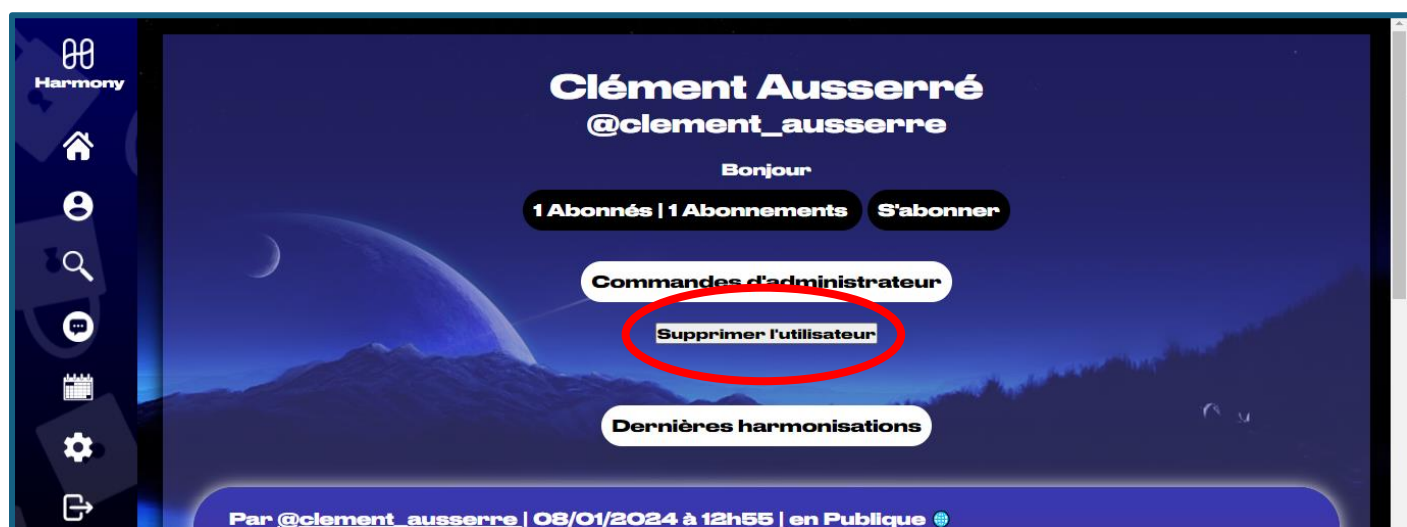 Harmony
Clément Ausserré
@clement_ausserre
Bonjour
1 Abonnés | 1 Abonnements
S'abonner
Commandes d'administrateur
Supprimer l'utilisateur
Dernières harmonisations
Par @clement_ausserre | 08/01/2024 à 12h55 | en Publique